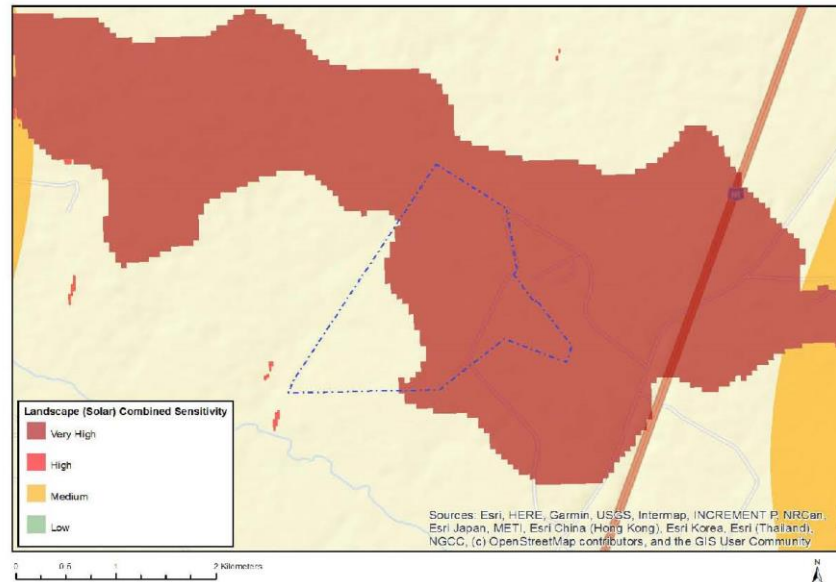 Landscape (Solar) Combined Sensitivity
Very High
High
Medium
Low
Sources: Esri, HERE, Garmin, USGS, Intermap, INCREMENT P, NRCan,
Esri Japan, METI, Esri China (Hong Kong), Esri Korea, Esri (Thailand),
NGCC, (c) OpenStreetMap contributors, and the GIS User Community
0 0.5 1 2 Kilometers
N